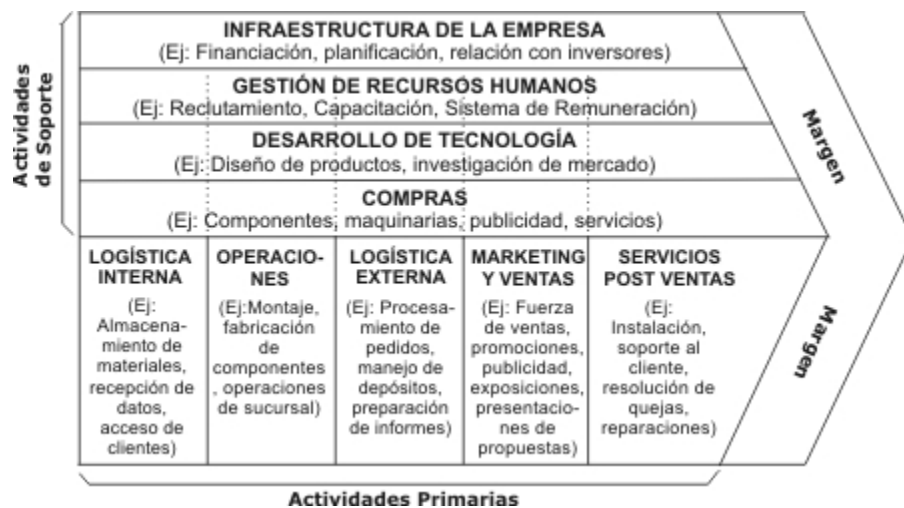 Actividades
de Soporte
INFRAESTRUCTURA DE LA EMPRESA
(Ej: Financiación, planificación, relación con inversores)
GESTIÓN DE RECURSOS HUMANOS
(Ej: Reclutamiento, Capacitación, Sistema de Remuneración)
DESARROLLO DE TECNOLOGÍA
(Ej: Diseño de productos, investigación de mercado)
COMPRAS
(Ej: Componentes, maquinarias, publicidad, servicios)
LOGÍSTICA
INTERNA
(Ej:
Almacena-
miento de
materiales,
recepción de
datos,
acceso de
clientes)
OPERACIO-
NES
(Ej:Montaje,
fabricación
de
componentes
, operaciones
de sucursal)
LOGÍSTICA
EXTERNA
(Ej: Procesa-
miento de
pedidos,
manejo de
depósitos,
preparación
de informes)
MARKETING
Y VENTAS
(Ej: Fuerza
de ventas,
promociones,
publicidad,
exposiciones,
presentacio-
nes de
propuestas)
SERVICIOS
POST VENTAS
(Ej:
Instalación,
soporte al
cliente,
resolución de
quejas,
reparaciones)
Margen
Margen
Actividades Primarias